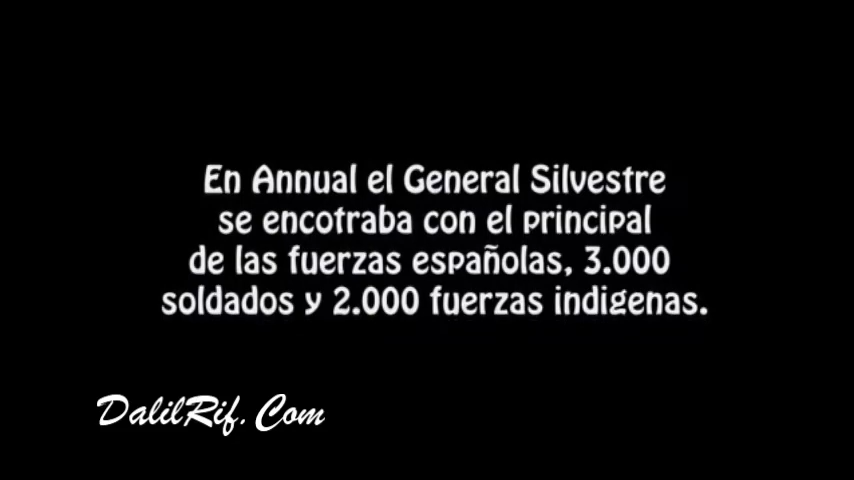 En Annual el General Silvestre
se encotraba con el principal
de las fuerzas españolas, 3.000
soldados y 2.000 fuerzas indigenas.
DalilRif.Com